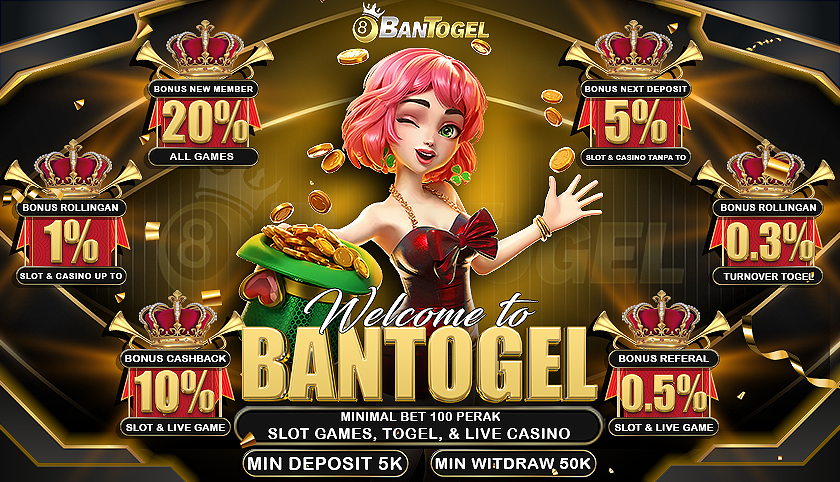 8 BANTOGEL
BONUS NEW MEMBER
20%
ALL GAMES
BONUS NEXT DEPOSIT
5%
SLOT & CASINO TANPA TO
BONUS ROLLINGAN
1%
SLOT & CASINO UP TO
BONUS ROLLINGAN
0.3%
TURNOVER TOGEL
8 BANTOGEL
BONUS CASHBACK
10%
SLOT & LIVE GAME
BONUS REFERAL
0.5%
SLOT & LIVE GAME
Welcome to
BANTOGEL
MINIMAL BET 100 PERAK
SLOT GAMES, TOGEL, & LIVE CASINO
MIN DEPOSIT 5K
MIN WITDRAW 50K